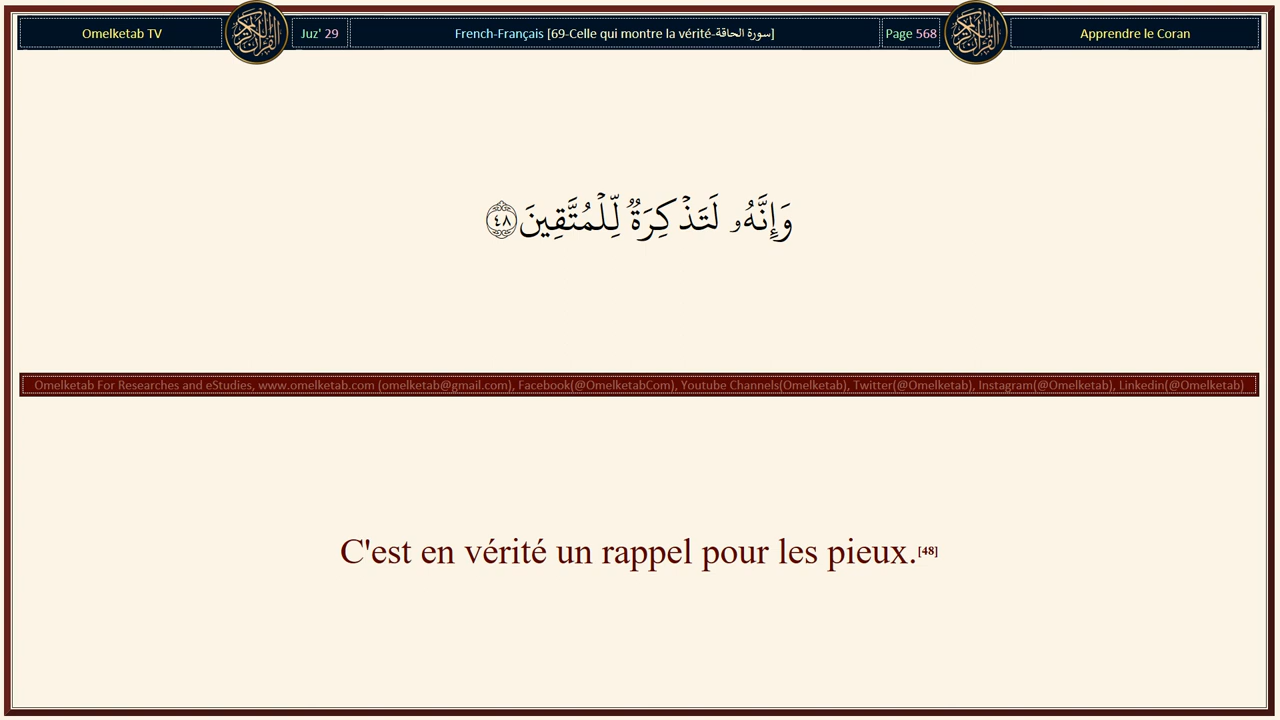 Omelketab TV
Juz' 29
French-Français [69-Celle qui montre la vérité-سورة الحاقة]
Page 568
Apprendre le Coran
وَإِنَّهُۥ لَتَذۡكِرَةٞ لِّلۡمُتَّقِينَ ٤٨
Omelketab For Researches and eStudies, www.omelketab.com (omelketab@gmail.com), Facebook(@OmelketabCom), Youtube Channels(Omelketab), Twitter(@Omelketab), Instagram(@Omelketab), Linkedin(@Omelketab)
C'est en vérité un rappel pour les pieux.[48]